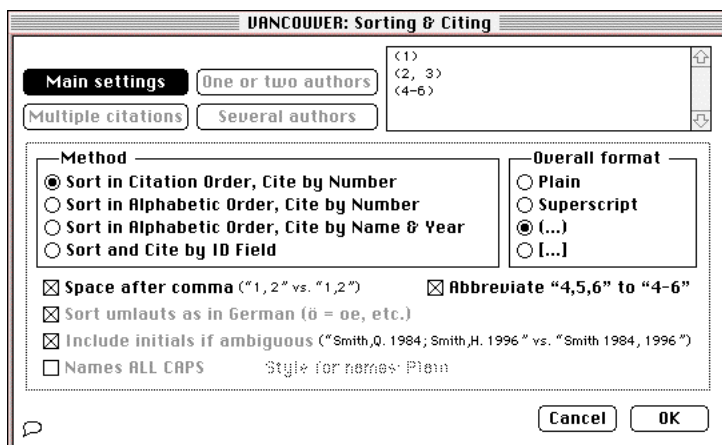 VANCOUVER: Sorting & Citing
Main settings
One or two authors
Multiple citations
Several authors
(1)
(2, 3)
(4-6)
Method
Sort in Citation Order, Cite by Number
Sort in Alphabetic Order, Cite by Number
Sort in Alphabetic Order, Cite by Name & Year
Sort and Cite by ID Field
Overall format
Plain
Superscript
(...)
[...]
Space after comma ("1, 2" vs. "1,2")
Abbreviate “4,5,6” to “4-6”
Sort umlauts as in German (ö = oe, etc.)
Include initials if ambiguous ("Smith,Q. 1984; Smith,H. 1996" vs. "Smith 1984, 1996")
Names ALL CAPS
Style for names: Plain
Cancel
OK